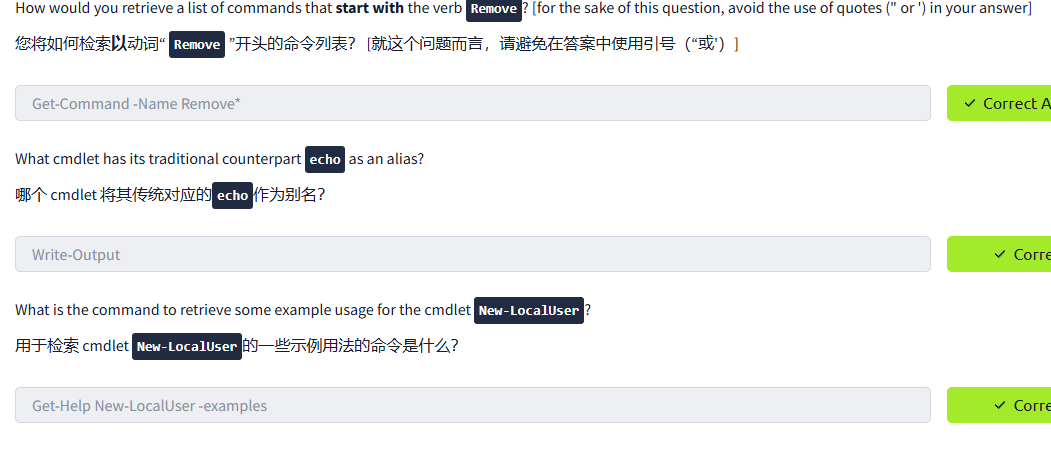 How would you retrieve a list of commands that start with the verb Remove? [for the sake of this question, avoid the use of quotes (" or ') in your answer]
您将如何检索以动词“ Remove ”开头的命令列表？ [就这个问题而言，请避免在答案中使用引号（“或'）]
Get-Command -Name Remove* ✓ Correct A
What cmdlet has its traditional counterpart echo as an alias?
哪个 cmdlet 将其传统对应的echo作为别名？
Write-Output ✓ Corre
What is the command to retrieve some example usage for the cmdlet New-LocalUser?
用于检索 cmdlet New-LocalUser的一些示例用法的命令是什么？
Get-Help New-LocalUser -examples ✓ Corre